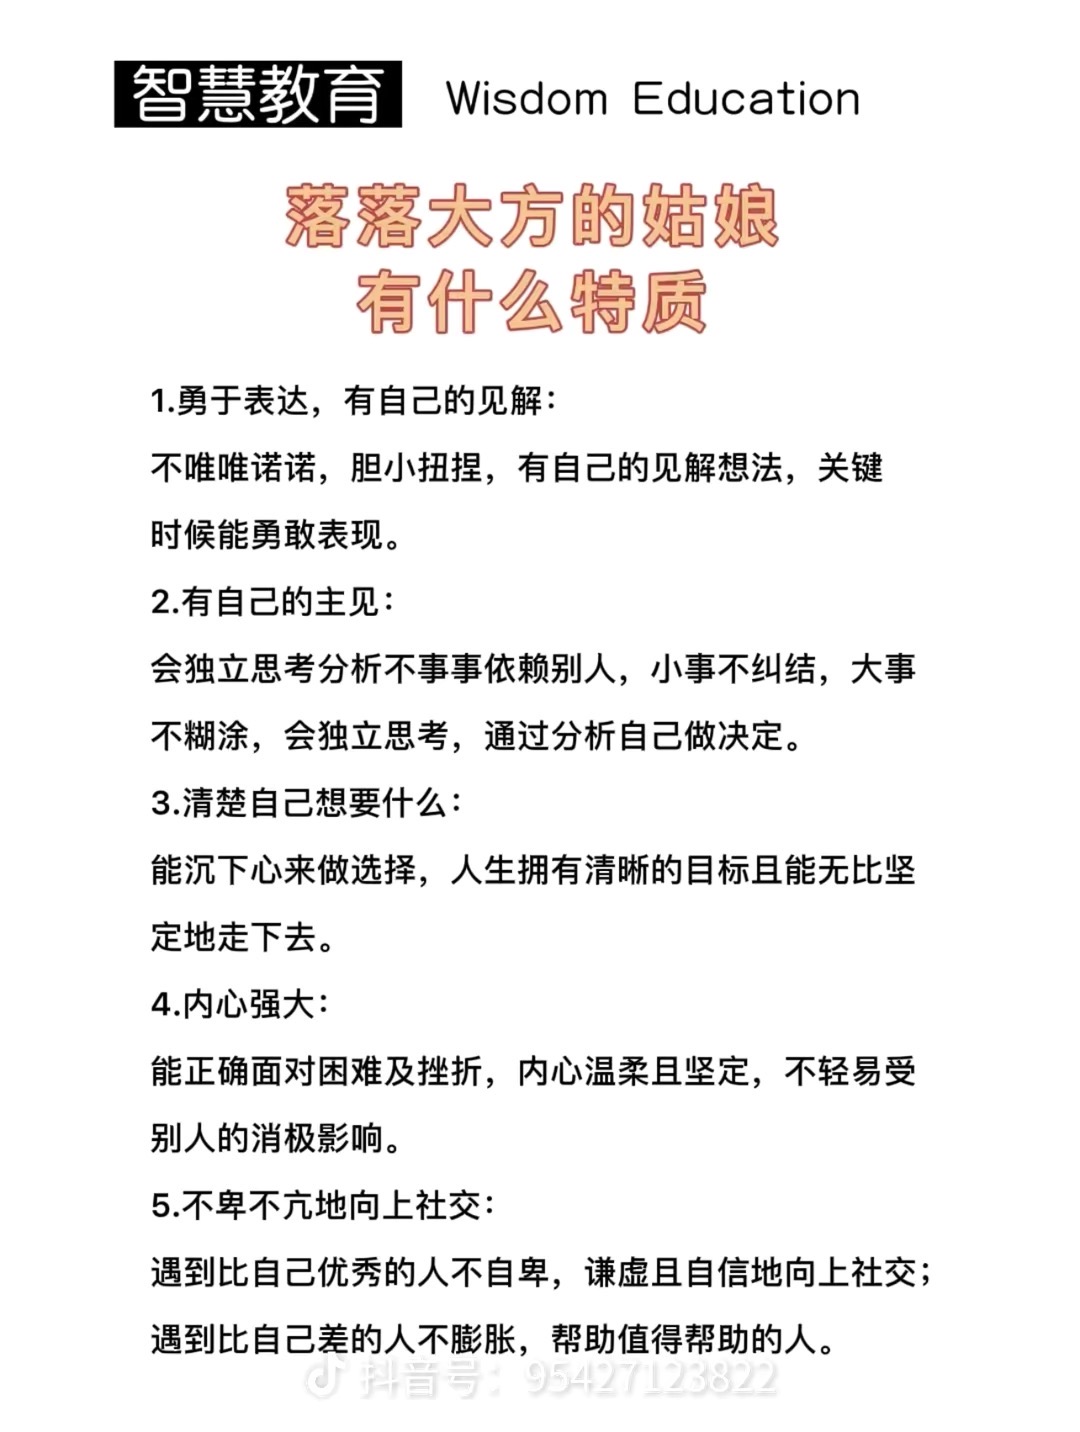 智慧教育 Wisdom Education
落落大方的姑娘
有什么特质
1.勇于表达，有自己的见解：
不唯唯诺诺，胆小扭捏，有自己的见解想法，关键
时候能勇敢表现。
2.有自己的主见：
会独立思考分析不事事依赖别人，小事不纠结，大事
不糊涂，会独立思考，通过分析自己做决定。
3.清楚自己想要什么：
能沉下心来做选择，人生拥有清晰的目标且能无比坚
定地走下去。
4.内心强大：
能正确面对困难及挫折，内心温柔且坚定，不轻易受
别人的消极影响。
5.不卑不亢地向上社交：
遇到比自己优秀的人不自卑，谦虚且自信地向上社交；
遇到比自己差的人不膨胀，帮助值得帮助的人。
抖音号：95427123822